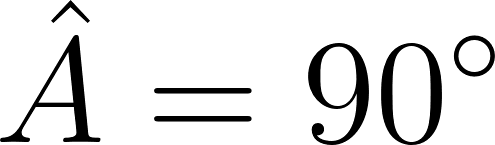 Â = 90°